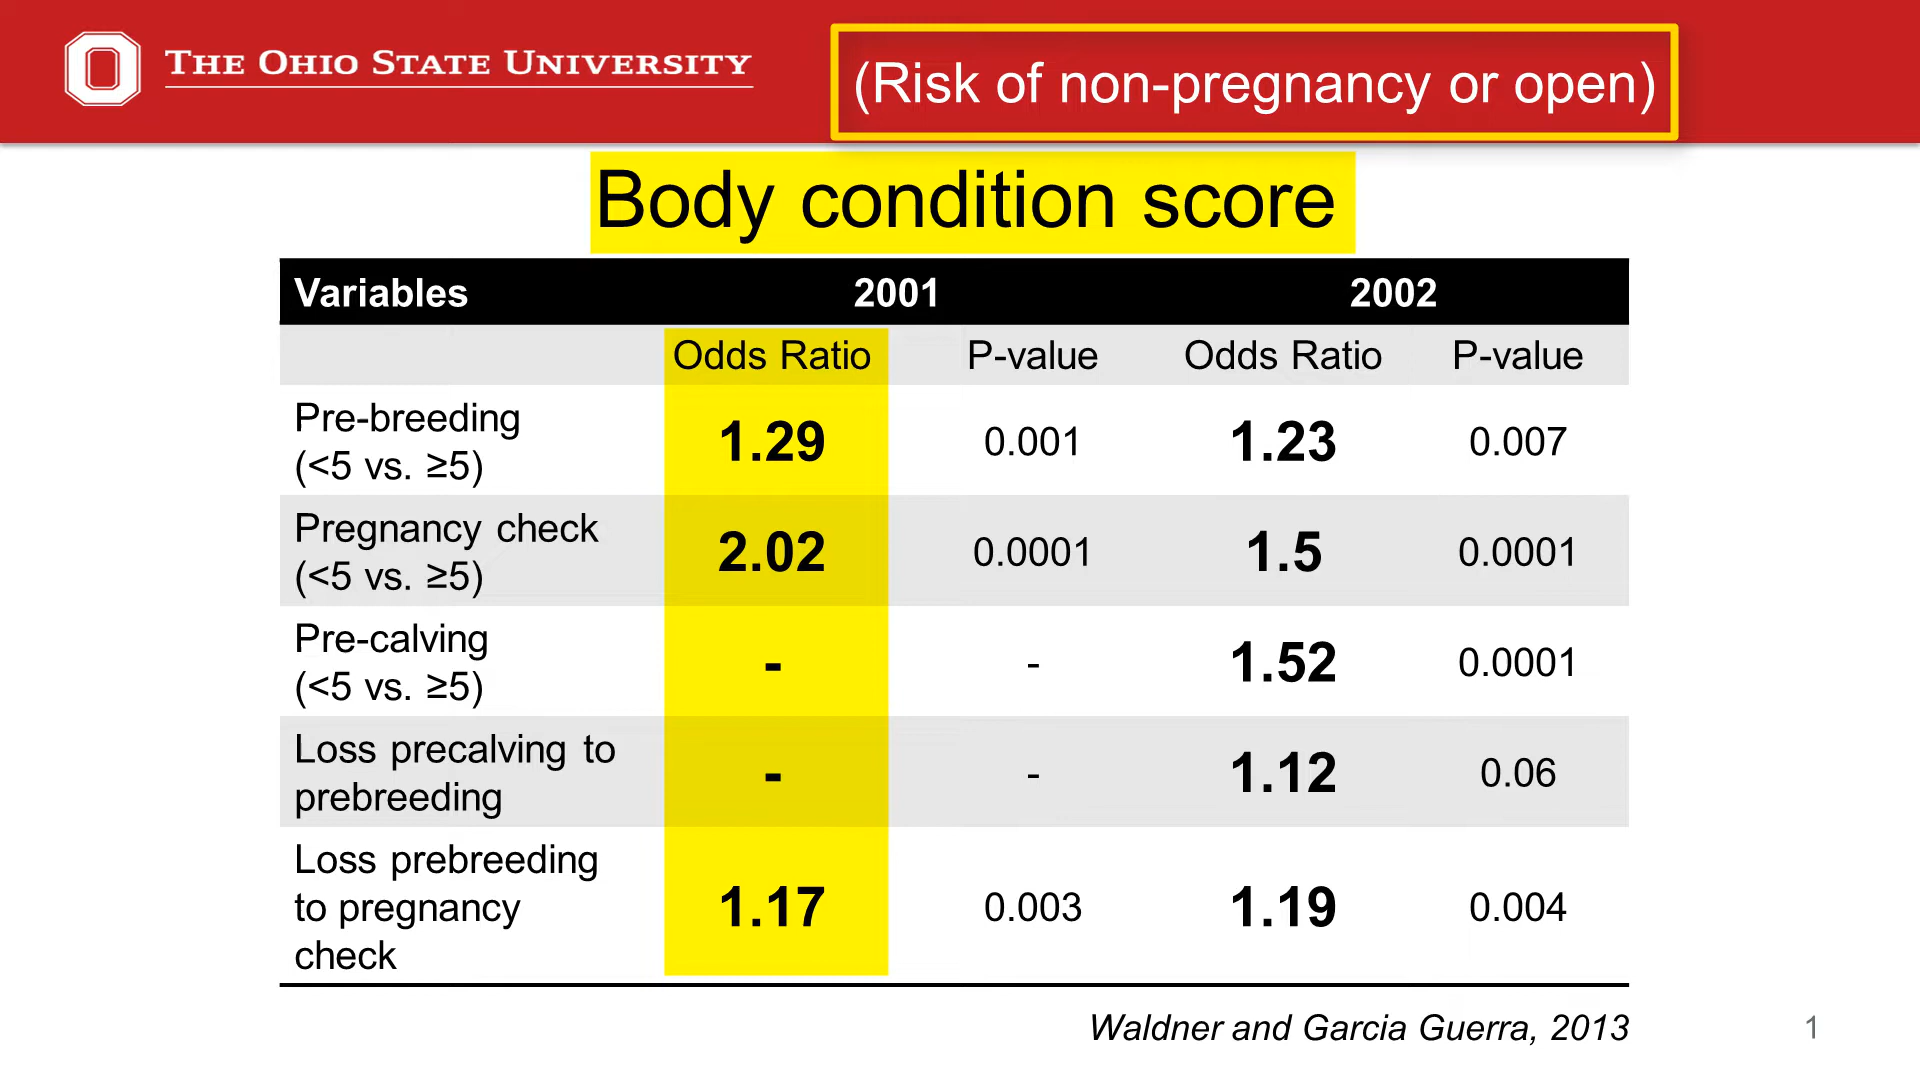 THE OHIO STATE UNIVERSITY
(Risk of non-pregnancy or open)
Body condition score
Variables 2001 2002
Odds Ratio P-value Odds Ratio P-value
Pre-breeding
(<5 vs. ≥5) 1.29 0.001 1.23 0.007
Pregnancy check
(<5 vs. ≥5) 2.02 0.0001 1.5 0.0001
Pre-calving
(<5 vs. ≥5) - - 1.52 0.0001
Loss precalving to
prebreeding - - 1.12 0.06
Loss prebreeding
to pregnancy 1.17 0.003 1.19 0.004
check
Waldner and Garcia Guerra, 2013
1